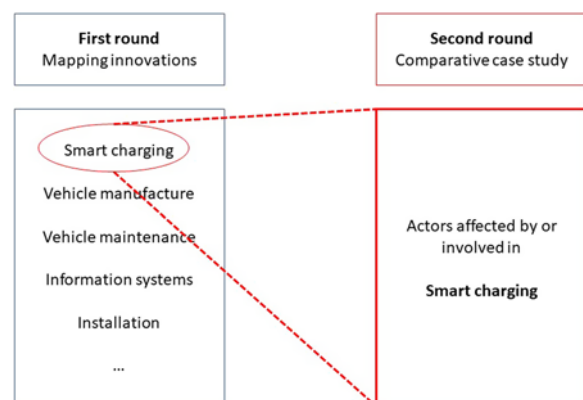 First round
Mapping innovations
Second round
Comparative case study
Smart charging
Vehicle manufacture
Vehicle maintenance
Information systems
Installation
...
Actors affected by or
involved in
Smart charging